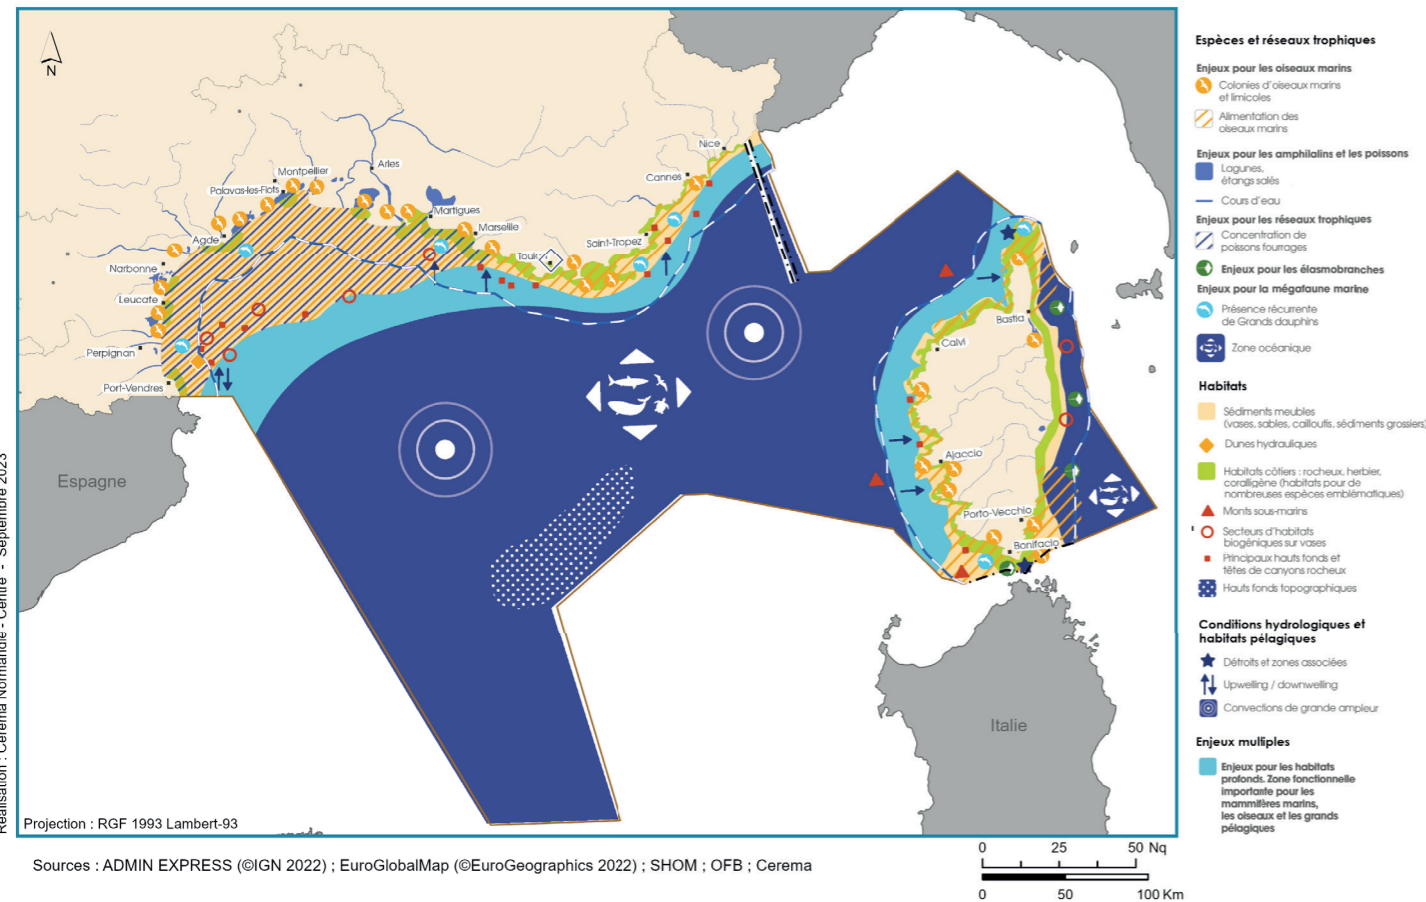 N
Nice
Cannes
Arles
Montpellier
Palavas-les-Flots
Martigues
Marseille
Saint-Tropez
Agde
Narbonne
Leucate
Perpignan
Port-Vendres
Bastia
Calvi
Ajaccio
Porto-Vecchio
Bonifacio
Espagne
Italie
Réalisation : Cerema Normandie - Centre - Septembre 2023
Projection : RGF 1993 Lambert-93
Sources : ADMIN EXPRESS (©IGN 2022) ; EuroGlobalMap (©EuroGeographics 2022) ; SHOM ; OFB ; Cerema
0 25 50 Nq
0 50 100 Km
Espèces et réseaux trophiques
Enjeux pour les oiseaux marins
Colonies d'oiseaux marins
et limicoles
Alimentation des
oiseaux marins
Enjeux pour les amphihalins et les poissons
Lagunes,
étangs salés
Cours d'eau
Enjeux pour les réseaux trophiques
Concentration de
poissons fourrages
Enjeux pour les élasmobranches
Enjeux pour la mégafaune marine
Présence récurrente
de Grands dauphins
Zone océanique
Habitats
Sédiments meubles
(vases, sables, cailloutis, sédiments grossiers)
Dunes hydrauliques
Habitats côtiers : rocheux, herbier,
coralligène (habitats pour de
nombreuses espèces emblématiques)
Monts sous-marins
Secteurs d'habitats
biogéniques sur vases
Principaux hauts fonds et
têtes de canyons rocheux
Hauts fonds topographiques
Conditions hydrologiques et
habitats pélagiques
Détroits et zones associées
Upwelling / downwelling
Convections de grande ampleur
Enjeux multiples
Enjeux pour les habitats
profonds. Zone fonctionnelle
importante pour les
mammifères marins,
les oiseaux et les grands
pélagiques